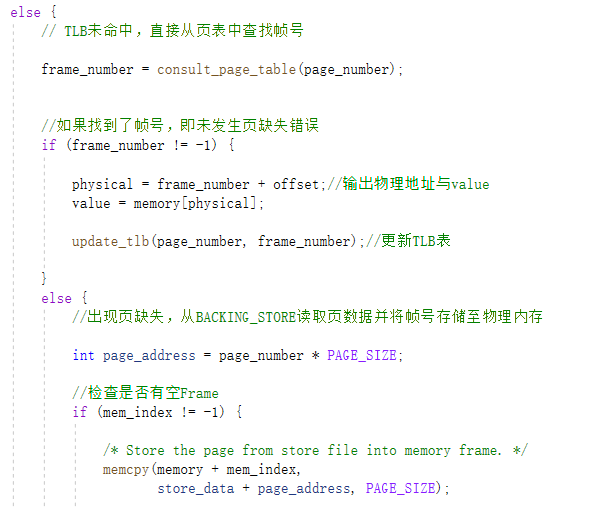 else {
// TLB未命中，直接从页表中查找帧号
frame_number = consult_page_table(page_number);
//如果找到了帧号，即未发生页缺失错误
if (frame_number != -1) {
physical = frame_number + offset;//输出物理地址与value
value = memory[physical];
update_tlb(page_number, frame_number);//更新TLB表
}
else {
//出现页缺失，从BACKING_STORE读取页数据并将帧号存储至物理内存
int page_address = page_number * PAGE_SIZE;
//检查是否有空Frame
if (mem_index != -1) {
/* Store the page from store file into memory frame. */
memcpy(memory + mem_index,
store_data + page_address, PAGE_SIZE);